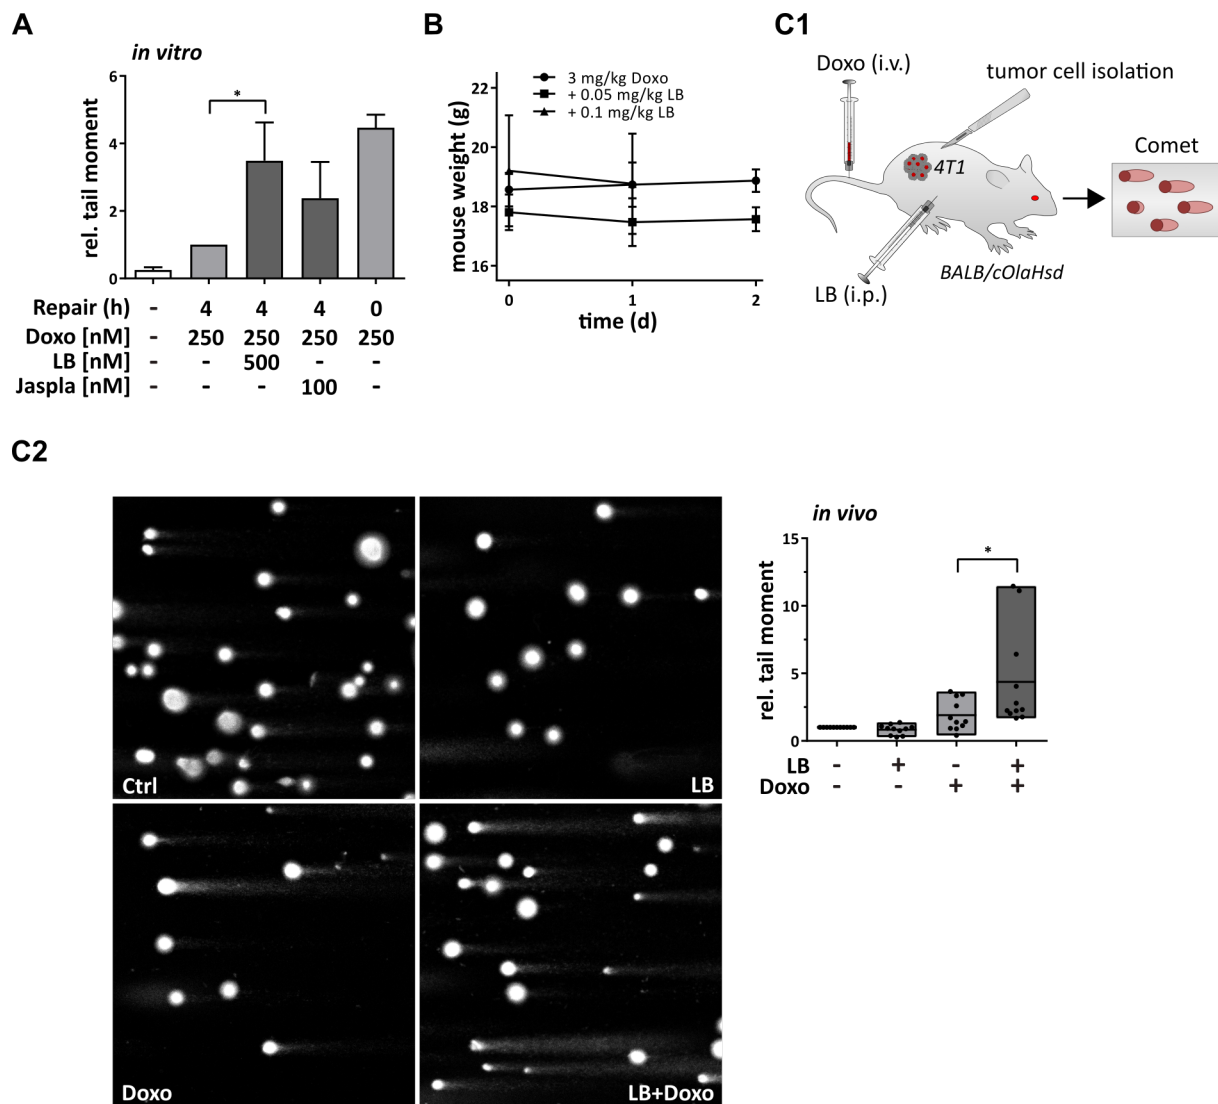 A
in vitro
rel. tail moment
6
4
2
0
*
Repair (h) - 4 4 4 0
Doxo [nM] - 250 250 250 250
LB [nM] - - 500 - -
Jaspla [nM] - - - 100 -
B
mouse weight (g)
22
20
18
16
3 mg/kg Doxo
+ 0.05 mg/kg LB
+ 0.1 mg/kg LB
0 1 2
time (d)
C1
Doxo (i.v.)
tumor cell isolation
4T1
Comet
LB (i.p.)
BALB/cOlaHsd
C2
Ctrl
LB
Doxo
LB+Doxo
in vivo
rel. tail moment
15
10
5
0
*
LB - + - +
Doxo - - + +